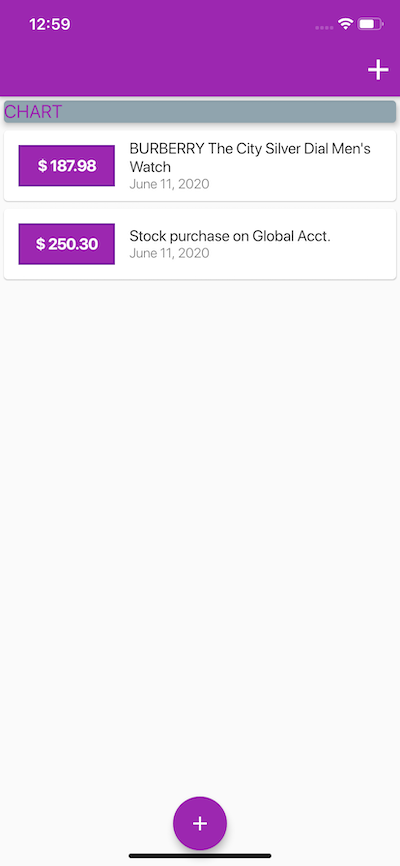 12:59
CHART
$ 187.98
BURBERRY The City Silver Dial Men's
Watch
June 11, 2020
$ 250.30
Stock purchase on Global Acct.
June 11, 2020